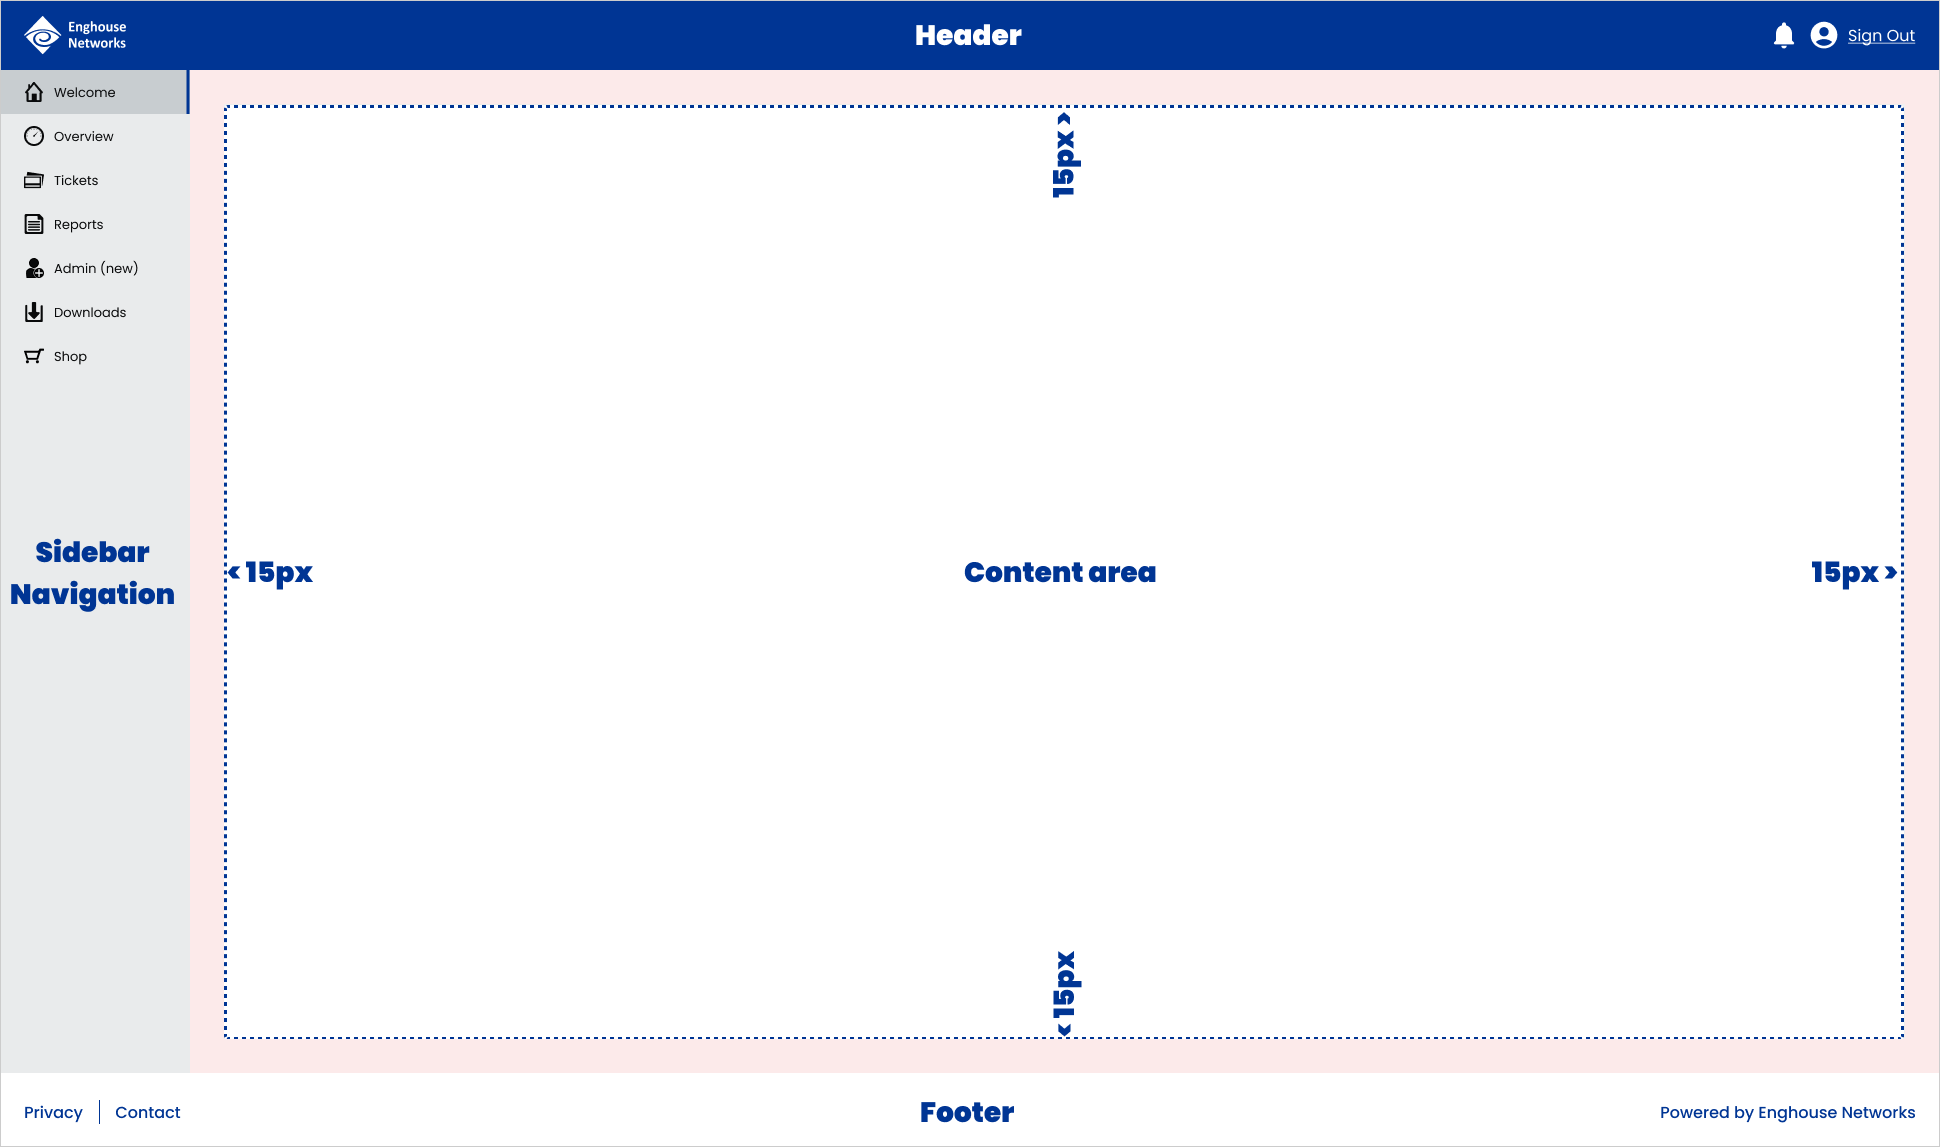 Enghouse
Networks
Header
Sign Out
Welcome
Overview
Tickets
Reports
Admin (new)
Downloads
Shop
Sidebar
Navigation
15px >
< 15px
Content area
15px >
< 15px
Privacy
Contact
Footer
Powered by Enghouse Networks